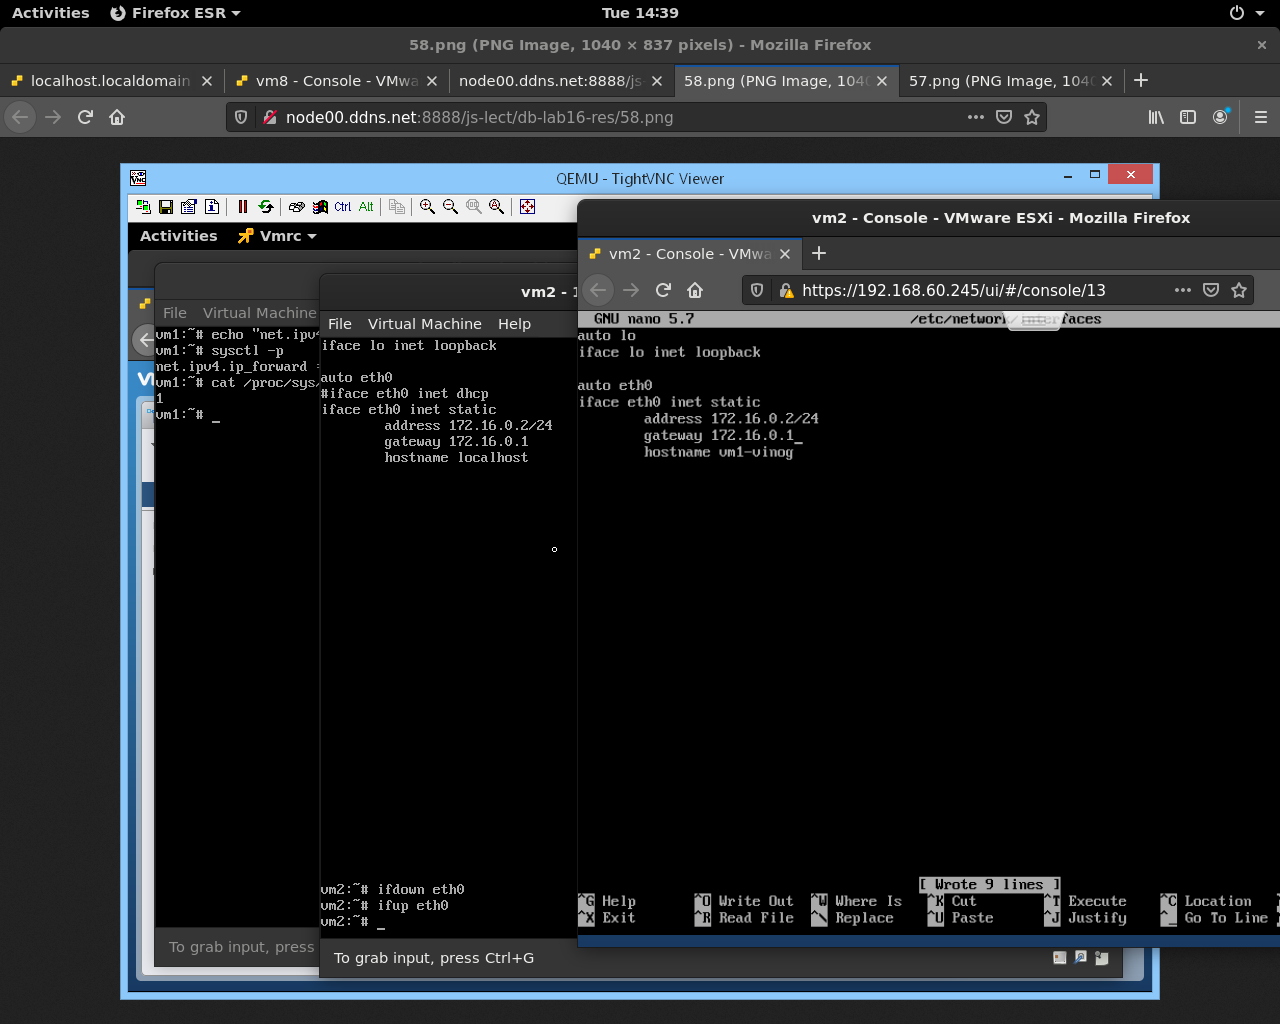 Activities Firefox ESR Tue 14:39
58.png (PNG Image, 1040 × 837 pixels) - Mozilla Firefox
localhost.localdomain vm8 - Console - VMwa node00.ddns.net:8888/js- 58.png (PNG Image, 1040 57.png (PNG Image, 1040
node00.ddns.net:8888/js-lect/db-lab16-res/58.png
QEMU - TightVNC Viewer
Ctrl Alt
Activities Vmrc
File Virtual Machine
vm1:~# echo "net.ipv4
vm1:~# sysctl -p
net.ipv4.ip_forward =
vm1:~# cat /proc/sys/
1
vm1:~# _
To grab input, press
vm2 - 1
File Virtual Machine Help
iface lo inet loopback
auto eth0
#iface eth0 inet dhcp
iface eth0 inet static
address 172.16.0.2/24
gateway 172.16.0.1
hostname localhost
vm2:~# ifdown eth0
vm2:~# ifup eth0
vm2:~# _
To grab input, press Ctrl+G
vm2 - Console - VMware ESXi - Mozilla Firefox
vm2 - Console - VMwa
https://192.168.60.245/ui/#/console/13
GNU nano 5.7 /etc/network/interfaces
auto lo
iface lo inet loopback
auto eth0
iface eth0 inet static
address 172.16.0.2/24
gateway 172.16.0.1_
hostname vm1-vinog
[ Wrote 9 lines ]
^G Help ^O Write Out ^W Where Is ^K Cut ^T Execute ^C Location
^X Exit ^R Read File ^\ Replace ^U Paste ^J Justify ^_ Go To Line